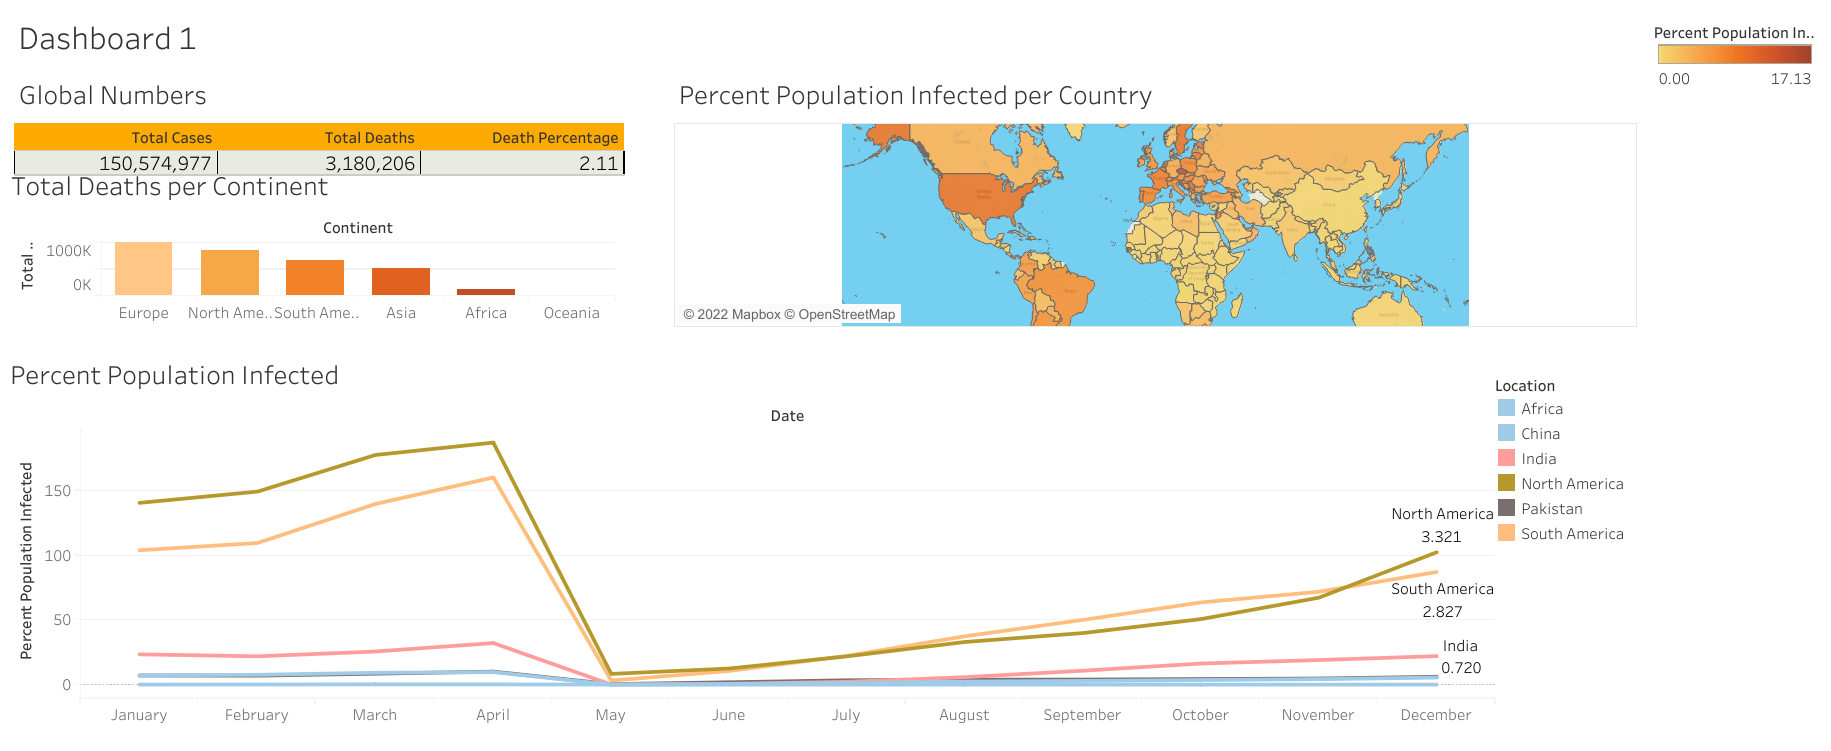 Dashboard 1
Percent Population In..
0.00 17.13
Global Numbers
Total Cases Total Deaths Death Percentage
150,574,977 3,180,206 2.11
Percent Population Infected per Country
© 2022 Mapbox © OpenStreetMap
Total Deaths per Continent
Continent
Total ..
1000K
0K
Europe North Ame.. South Ame.. Asia Africa Oceania
Percent Population Infected
Date
Percent Population Infected
150
100
50
0
North America
3.321
South America
2.827
India
0.720
January February March April May June July August September October November December
Location
Africa
China
India
North America
Pakistan
South America